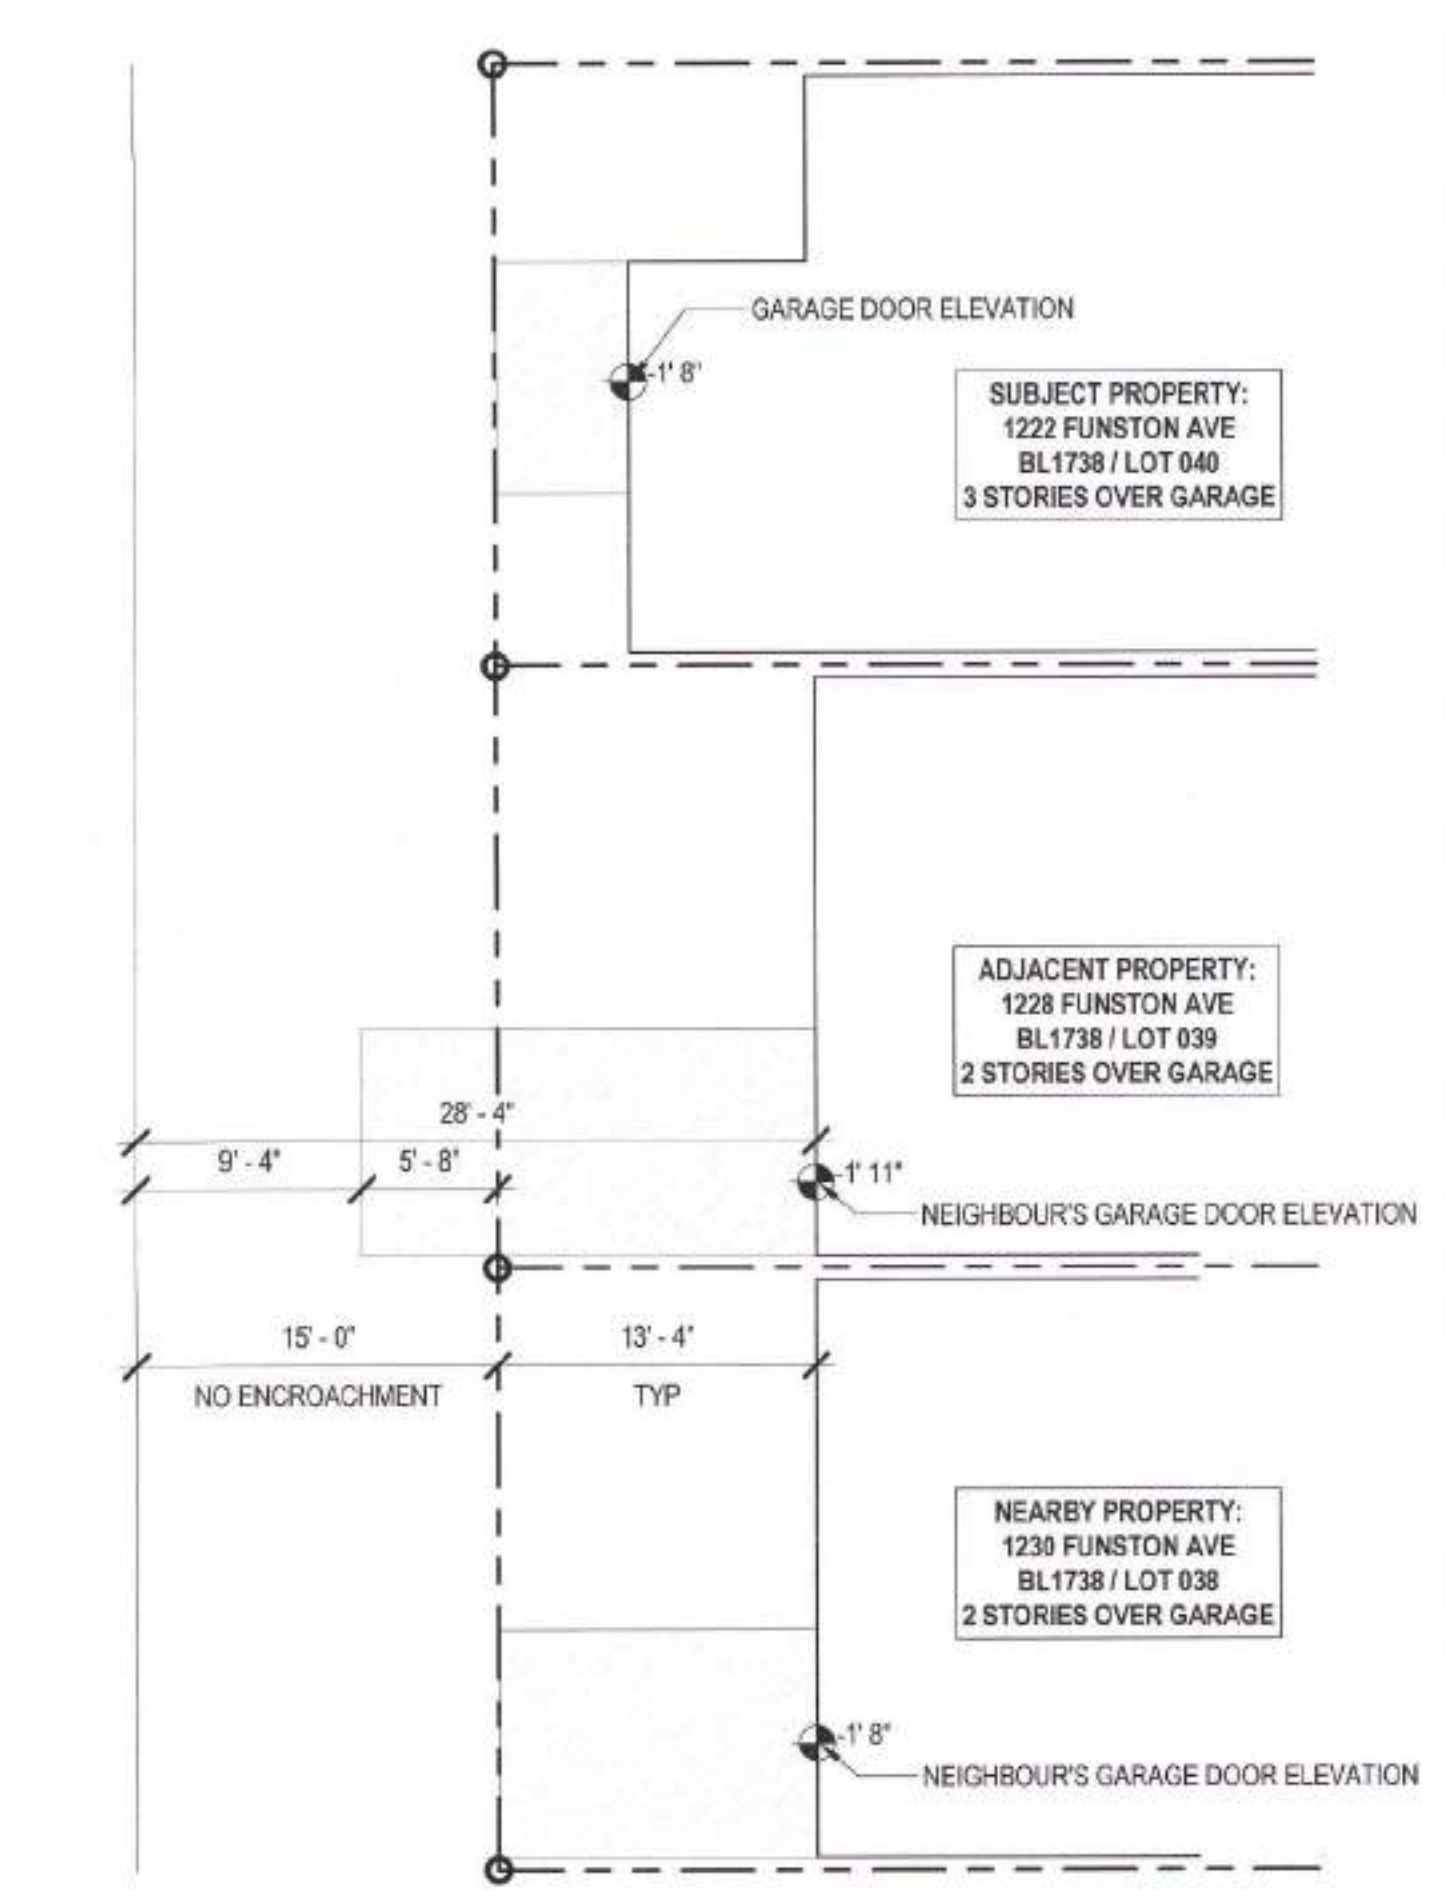 GARAGE DOOR ELEVATION
-1' 8"
SUBJECT PROPERTY:
1222 FUNSTON AVE
BL1738 / LOT 040
3 STORIES OVER GARAGE
ADJACENT PROPERTY:
1228 FUNSTON AVE
BL1738 / LOT 039
2 STORIES OVER GARAGE
28' - 4"
9' - 4"
5' - 8"
-1' 11"
NEIGHBOUR'S GARAGE DOOR ELEVATION
15' - 0"
13' - 4"
NO ENCROACHMENT
TYP
NEARBY PROPERTY:
1230 FUNSTON AVE
BL1738 / LOT 038
2 STORIES OVER GARAGE
-1' 8"
NEIGHBOUR'S GARAGE DOOR ELEVATION